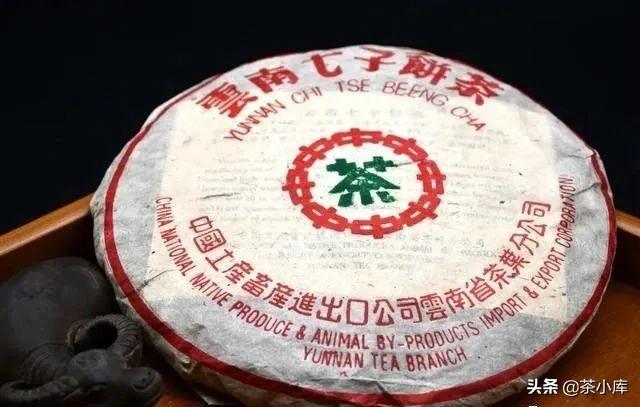 雲南七子餅茶
YUNNAN CHI TSE BEENG CHA
茶
中國土産畜産進出口公司雲南省茶葉分公司
CHINA NATIONAL NATIVE PRODUCE & ANIMAL BY-PRODUCTS IMPORT & EXPORT CORPORATION
YUNNAN TEA BRANCH
头条 @茶小库